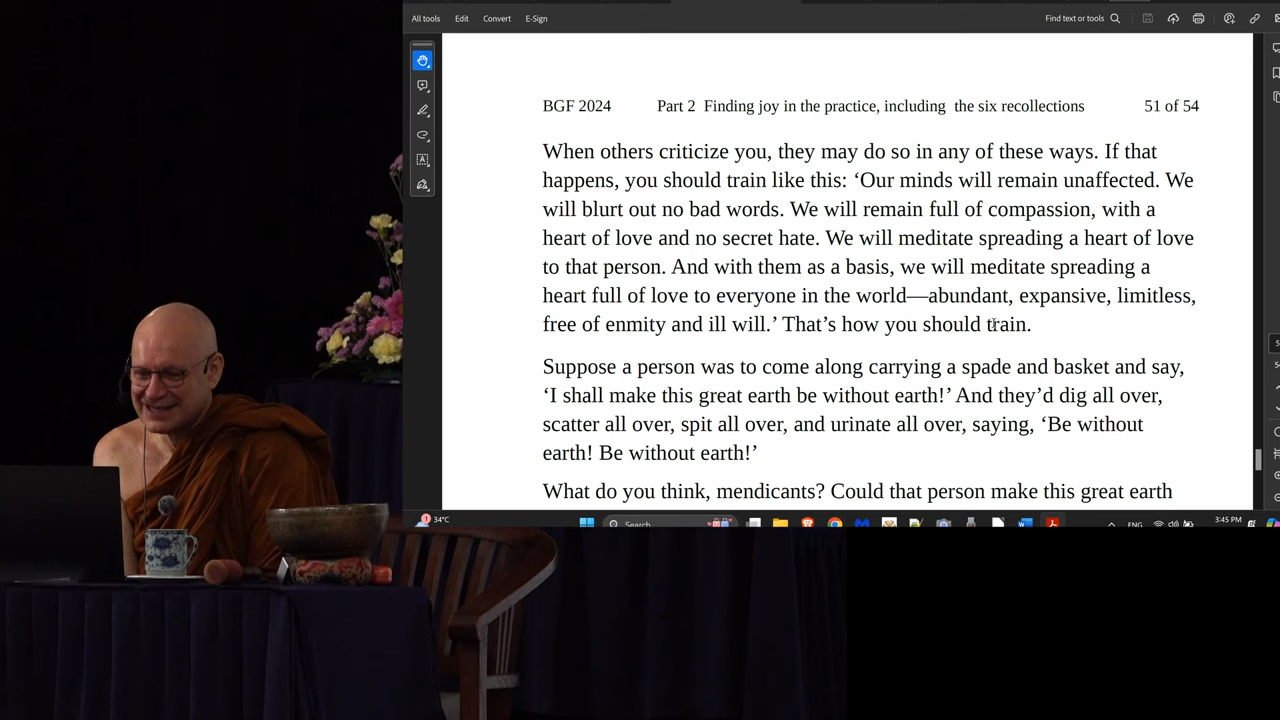 All tools Edit Convert E-Sign Find text or tools
BGF 2024 Part 2 Finding joy in the practice, including the six recollections 51 of 54
When others criticize you, they may do so in any of these ways. If that
happens, you should train like this: ‘Our minds will remain unaffected. We
will blurt out no bad words. We will remain full of compassion, with a
heart of love and no secret hate. We will meditate spreading a heart of love
to that person. And with them as a basis, we will meditate spreading a
heart full of love to everyone in the world—abundant, expansive, limitless,
free of enmity and ill will.’ That’s how you should train.
Suppose a person was to come along carrying a spade and basket and say,
‘I shall make this great earth be without earth!’ And they’d dig all over,
scatter all over, spit all over, and urinate all over, saying, ‘Be without
earth! Be without earth!’
What do you think, mendicants? Could that person make this great earth
1 34°C Search ENG 3:45 PM